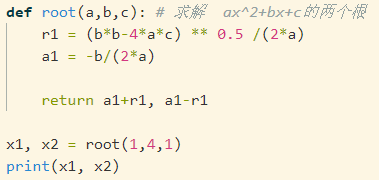 def root(a,b,c): # 求解  ax^2+bx+c的两个根
    r1 = (b*b-4*a*c) ** 0.5 /(2*a)
    a1 = -b/(2*a)

    return a1+r1, a1-r1

x1, x2 = root(1,4,1)
print(x1, x2)